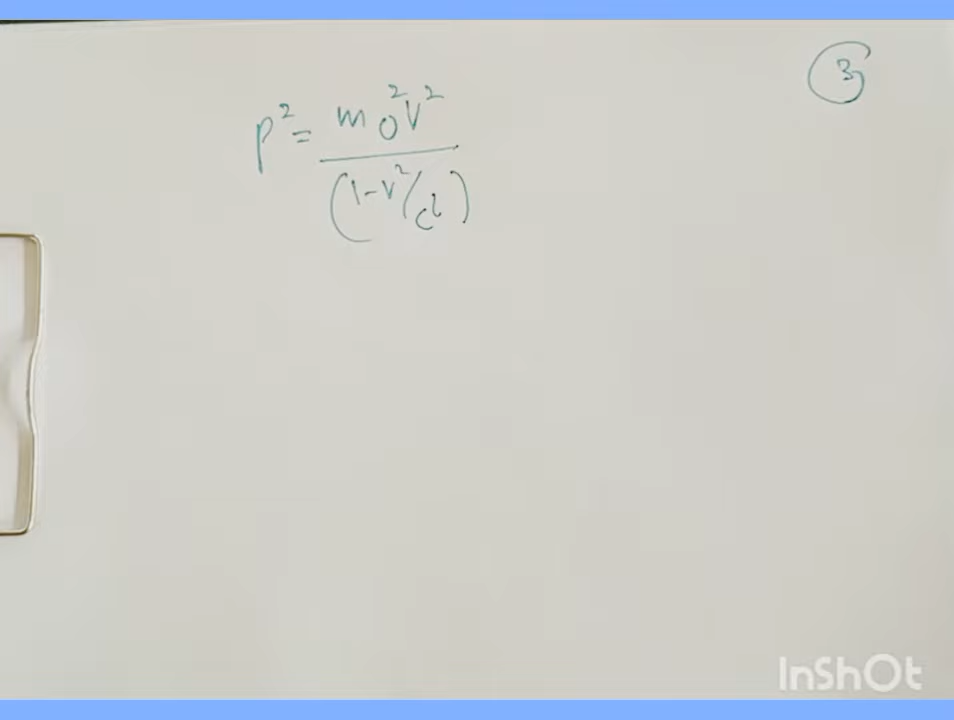 3
p² = m₀²v² / (1-v²/c²)
InShOt